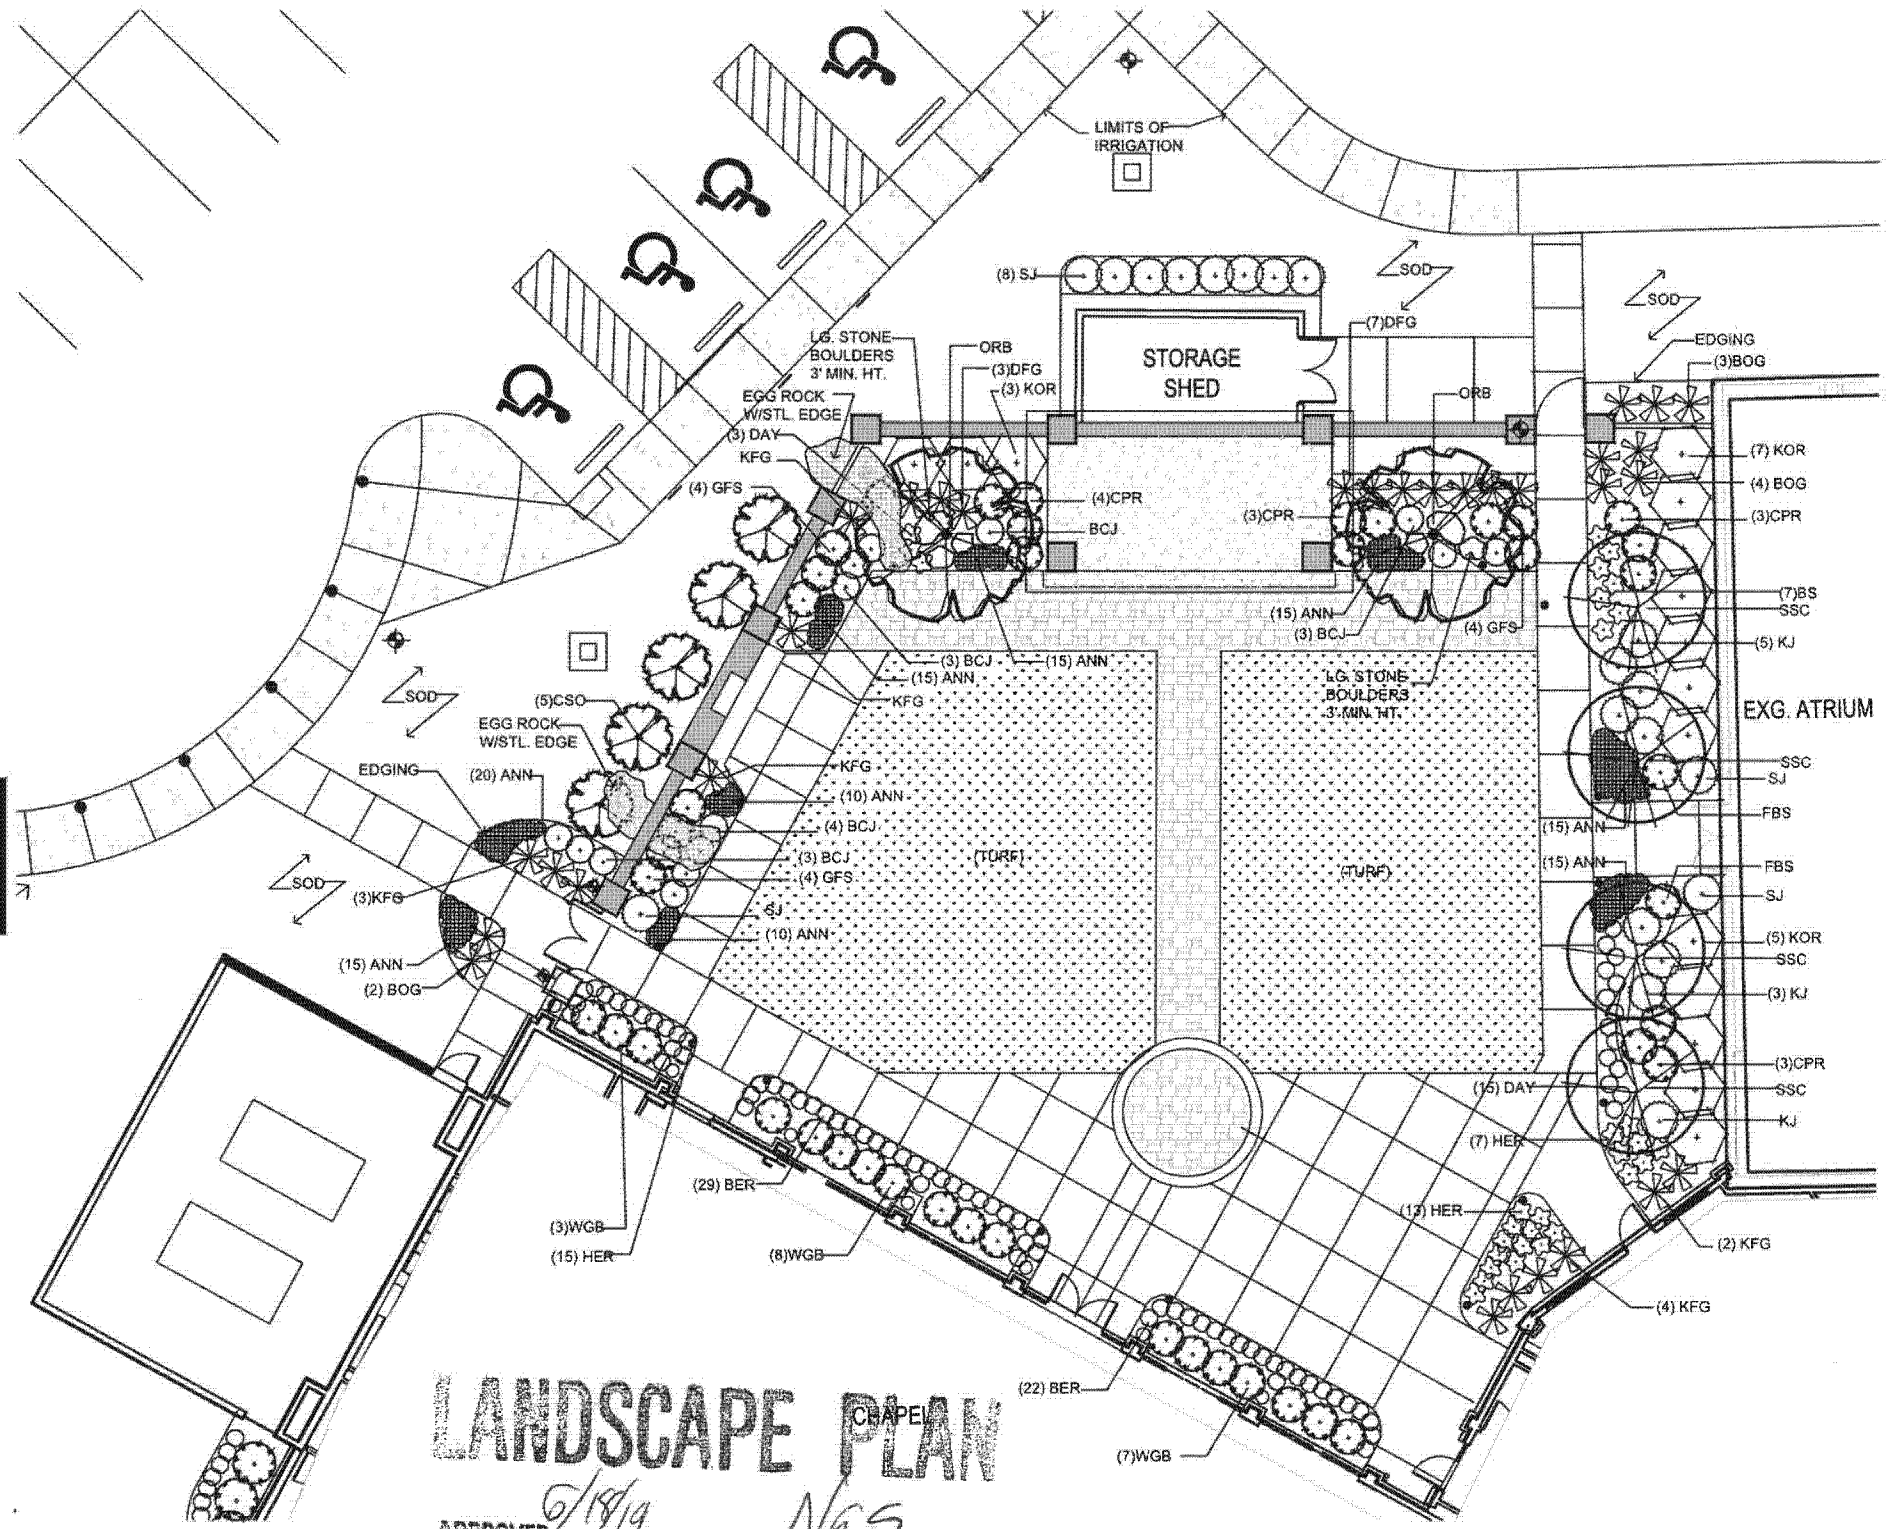 LIMITS OF
IRRIGATION
(8) SJ
SOD
SOD
(7)DFG
EDGING
(3)BOG
LG. STONE
BOULDERS
3' MIN. HT.
ORB
(3)DFG
(3) KOR
STORAGE
SHED
ORB
EGG ROCK
W/STL. EDGE
(3) DAY
KFG
(4) GFS
(7) KOR
(4) BOG
(4)CPR
(3)CPR
(3)CPR
BCJ
(7)BS
SSC
(15) ANN
(3) BCJ
(4) GFS
(5) KJ
(3) BCJ
(15) ANN
(15) ANN
KFG
LG. STONE
BOULDERS
3' MIN. HT.
SOD
(5)CSO
EGG ROCK
W/STL. EDGE
EXG. ATRIUM
EDGING
(20) ANN
KFG
SSC
SJ
(10) ANN
FBS
(4) BCJ
(15) ANN
(3) BCJ
(TURF)
(TURF)
(15) ANN
FBS
SOD
(3)KFG
(4) GFS
SJ
SJ
(10) ANN
(5) KOR
SSC
(15) ANN
(2) BOG
(3) KJ
(3)CPR
(15) DAY
SSC
KJ
(7) HER
(29) BER
(13) HER
(3)WGB
(15) HER
(8)WGB
(2) KFG
(4) KFG
(22) BER
CHAPEL
LANDSCAPE PLAN
(7)WGB
6/18/19
APPROVED